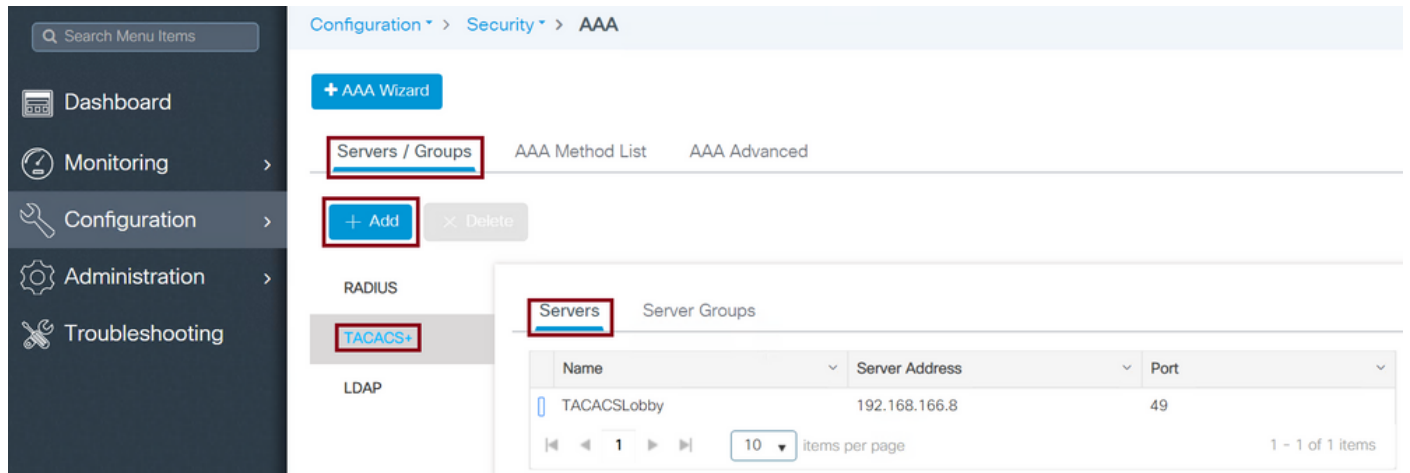 Search Menu Items
Dashboard
Monitoring
Configuration
Administration
Troubleshooting
Configuration > Security > AAA
+ AAA Wizard
Servers / Groups AAA Method List AAA Advanced
+ Add × Delete
RADIUS
TACACS+
LDAP
Servers Server Groups
Name Server Address Port
TACACSLobby 192.168.166.8 49
1 10 items per page 1 - 1 of 1 items